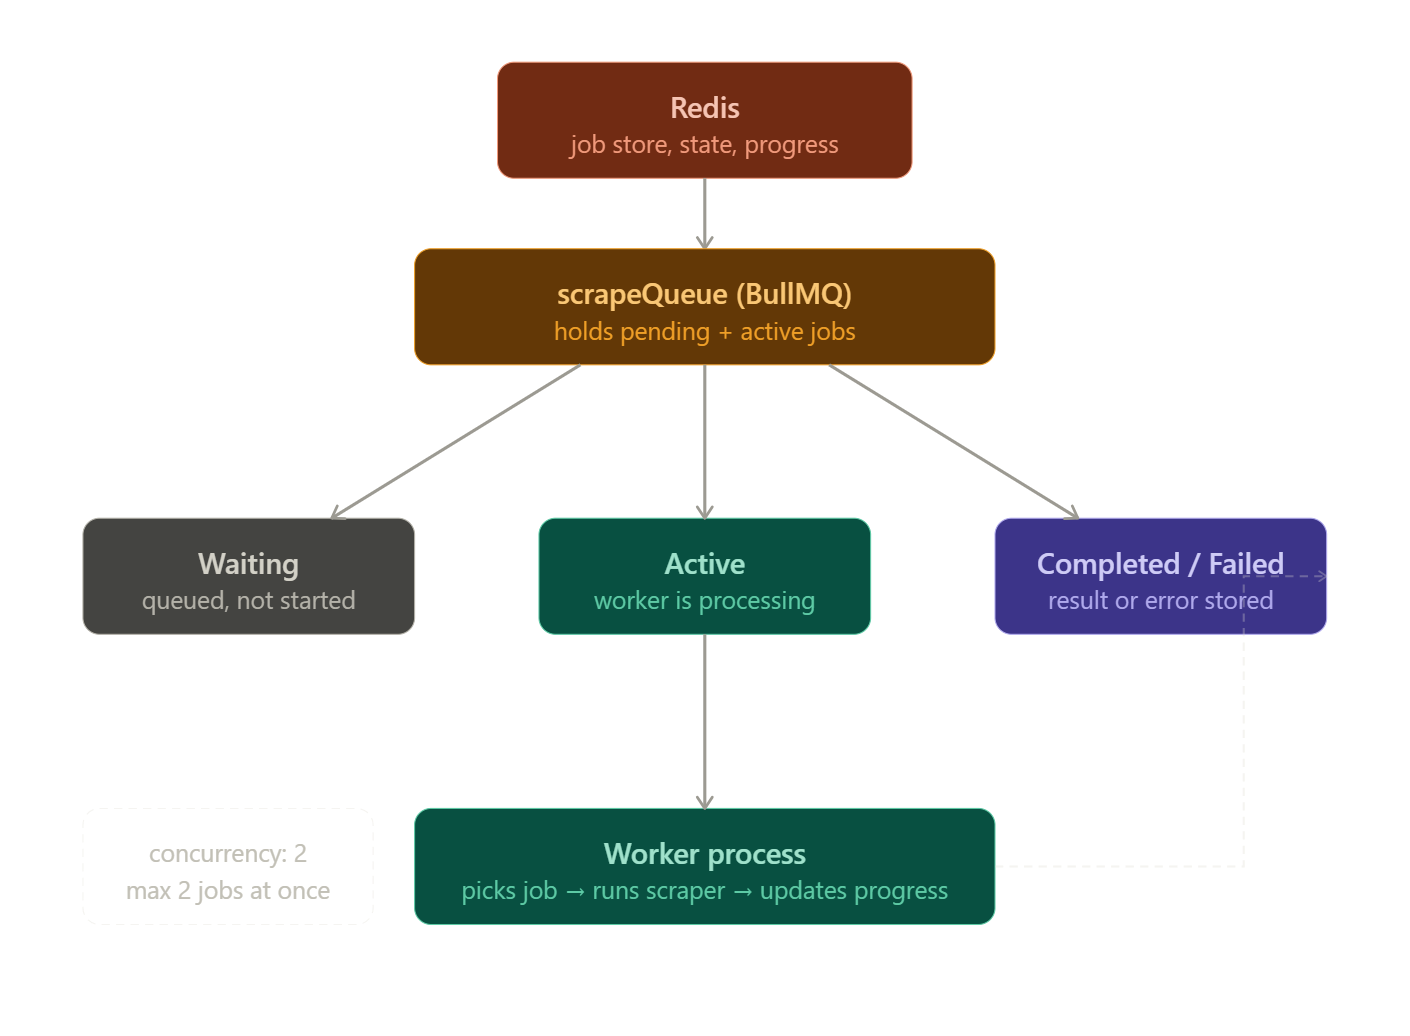 Redis
job store, state, progress
scrapeQueue (BullMQ)
holds pending + active jobs
Waiting
queued, not started
Active
worker is processing
Completed / Failed
result or error stored
concurrency: 2
max 2 jobs at once
Worker process
picks job → runs scraper → updates progress